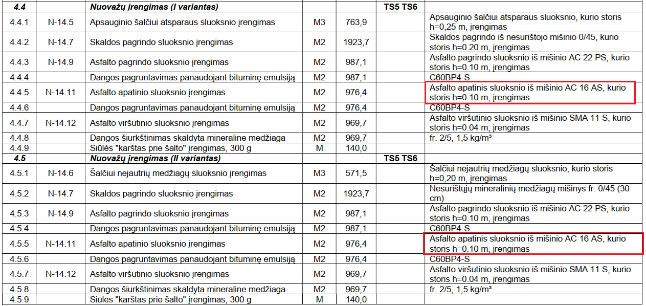 4.4 Nuovažų įrengimas (I variantas) TS5 TS6
4.4.1 N-14.5 Apsauginio šalčiui atsparaus sluoksnio įrengimas M3 763,9 Apsauginio šalčiui atsparaus sluoksnio, kurio storis h=0,25 m, įrengimas
4.4.2 N-14.7 Skaldos pagrindo sluoksnio įrengimas M2 1923,7 Skaldos pagrindo iš nesurištojo mišinio 0/45, kurio storis h=0.20 m, įrengimas
4.4.3 N-14.9 Asfalto pagrindo sluoksnio įrengimas M2 987,1 Asfalto pagrindo sluoksnio iš mišinio AC 22 PS, kurio storis h=0.10 m, įrengimas
4.4.4 Dangos pagruntavimas panaudojant bituminę emulsiją M2 987,1 C60BP4-S
4.4.5 N-14.11 Asfalto apatinio sluoksnio įrengimas M2 976,4 Asfalto apatinis sluoksnio iš mišinio AC 16 AS, kurio storis h=0.10 m, įrengimas
4.4.6 Dangos pagruntavimas panaudojant bituminę emulsiją M2 976,4 C60BP4-S
4.4.7 N-14.12 Asfalto viršutinio sluoksnio įrengimas M2 969,7 Asfalto viršutinio sluoksnio iš mišinio SMA 11 S, kurio storis h=0.04 m, įrengimas
4.4.8 Dangos šiurkštinimas skaldyta mineraline medžiaga M2 969,7 fr. 2/5, 1,5 kg/m²
4.4.9 Siūlės "karštas prie šalto" įrengimas, 300 g M 140,0
4.5 Nuovažų įrengimas (II variantas) TS5 TS6
4.5.1 N-14.6 Šalčiui nejautrių medžiagų sluoksnio įrengimas M3 571,5 Šalčiui nejautrių medžiagų sluoksnio, kurio storis h=0,20 m, įrengimas
4.5.2 N-14.7 Skaldos pagrindo sluoksnio įrengimas M2 1923,7 Nesurištųjų mineralinių medžiagų mišinys fr. 0/45 (30 cm)
4.5.3 N-14.9 Asfalto pagrindo sluoksnio įrengimas M2 987,1 Asfalto pagrindo sluoksnio iš mišinio AC 22 PS, kurio storis h=0.10 m, įrengimas
4.5.4 Dangos pagruntavimas panaudojant bituminę emulsiją M2 987,1 C60BP4-S
4.5.5 N-14.11 Asfalto apatinio sluoksnio įrengimas M2 976,4 Asfalto apatinis sluoksnio iš mišinio AC 16 AS, kurio storis h=0.10 m, įrengimas
4.5.6 Dangos pagruntavimas panaudojant bituminę emulsiją M2 976,4 C60BP4-S
4.5.7 N-14.12 Asfalto viršutinio sluoksnio įrengimas M2 969,7 Asfalto viršutinio sluoksnio iš mišinio SMA 11 S, kurio storis h=0.04 m, įrengimas
4.5.8 Dangos šiurkštinimas skaldyta mineraline medžiaga M2 969,7 fr. 2/5, 1,5 kg/m²
4.5.9 Siūlės "karštas prie šalto" įrengimas, 300 g M 140,0